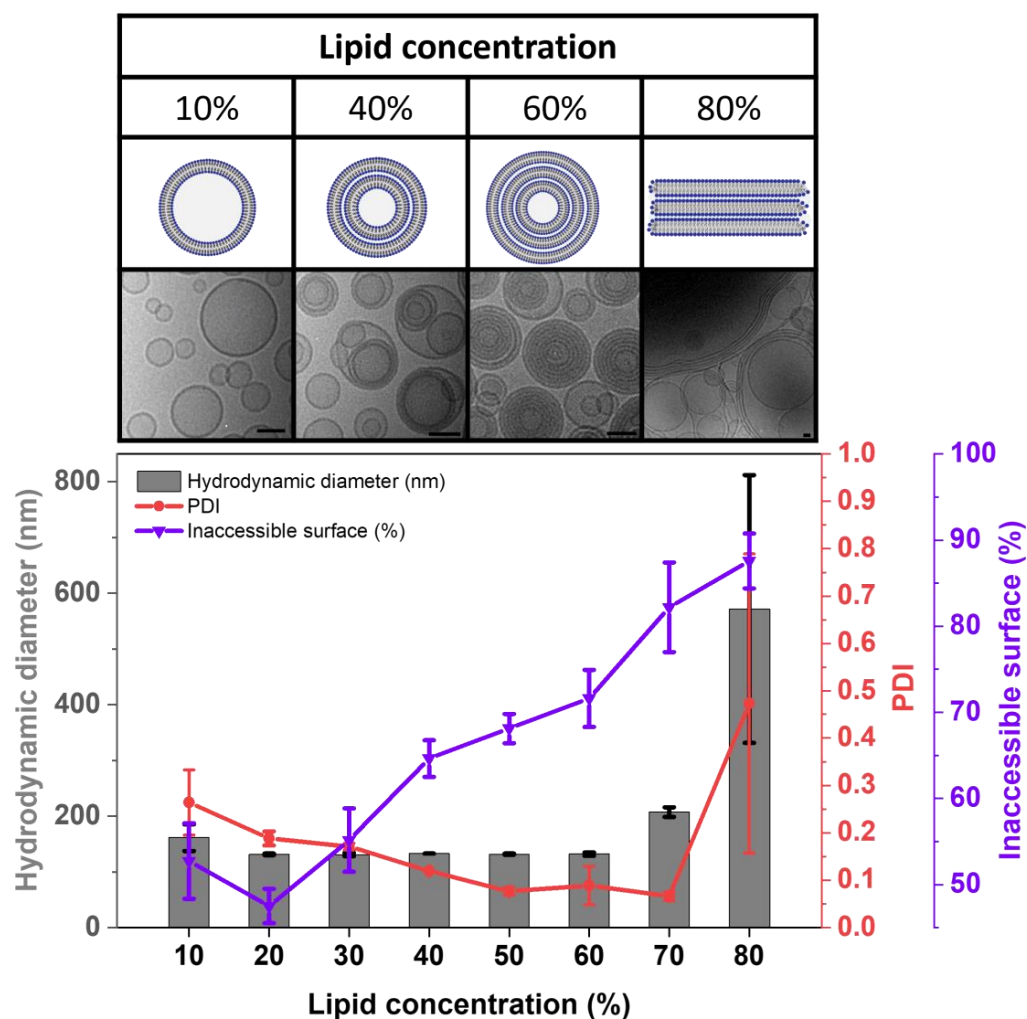 Lipid concentration
10% 40% 60% 80%
Hydrodynamic diameter (nm)
800
600
400
200
0
Hydrodynamic diameter (nm)
PDI
Inaccessible surface (%)
1.0
0.9
0.8
0.7
0.6
0.5
0.4
0.3
0.2
0.1
0.0
PDI
100
90
80
70
60
50
Inaccessible surface (%)
10 20 30 40 50 60 70 80
Lipid concentration (%)